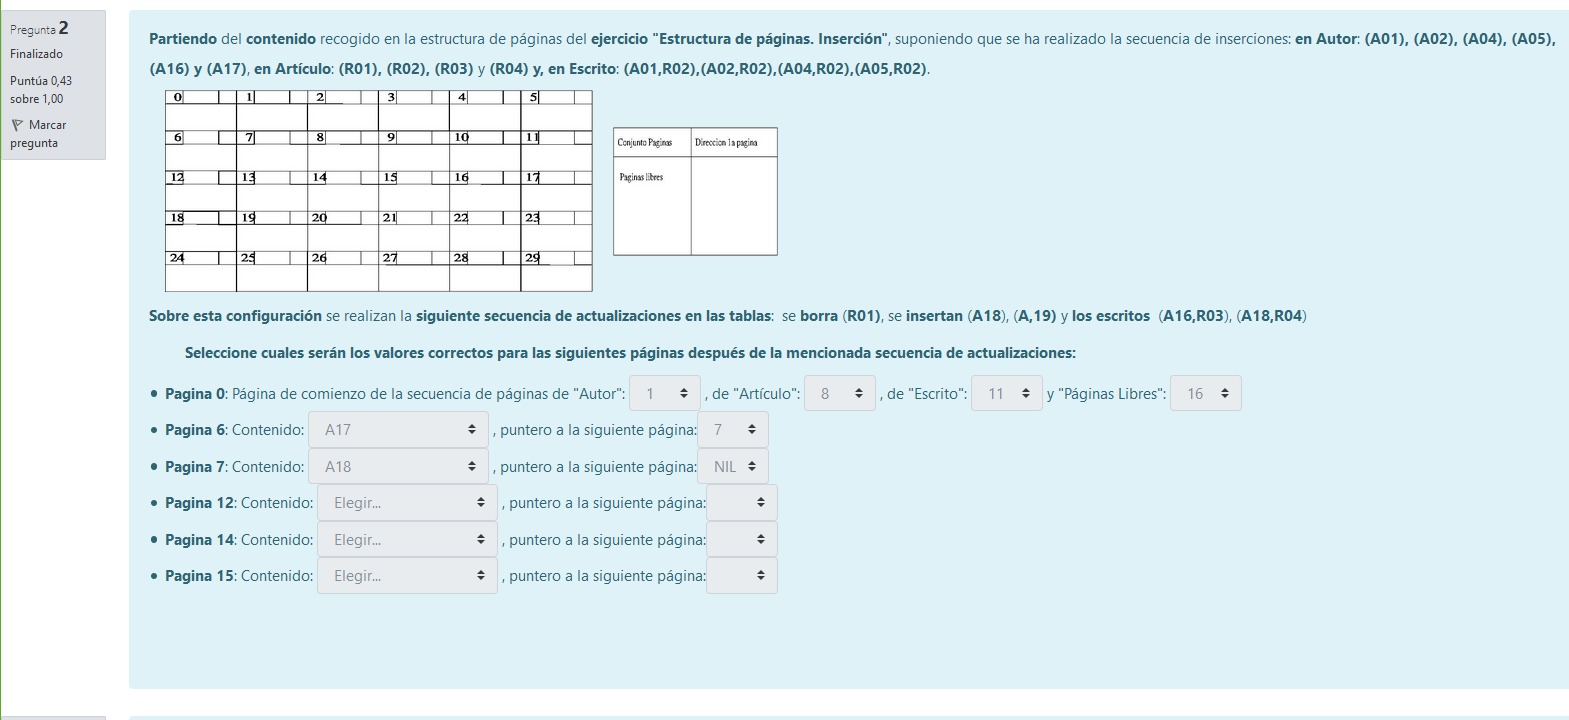 Pregunta 2
Finalizado
Puntúa 0,43
sobre 1,00
Marcar
pregunta
Partiendo del contenido recogido en la estructura de páginas del ejercicio "Estructura de páginas. Inserción", suponiendo que se ha realizado la secuencia de inserciones: en Autor: (A01), (A02), (A04), (A05),
(A16) y (A17), en Artículo: (R01), (R02), (R03) y (R04) y, en Escrito: (A01,R02),(A02,R02),(A04,R02),(A05,R02).
0 1 2 3 4 5
6 7 8 9 10 11
12 13 14 15 16 17
18 19 20 21 22 23
24 25 26 27 28 29
Conjunto Paginas Direccion 1a pagina
Paginas libres
Sobre esta configuración se realizan la siguiente secuencia de actualizaciones en las tablas: se borra (R01), se insertan (A18), (A,19) y los escritos (A16,R03), (A18,R04)
Seleccione cuales serán los valores correctos para las siguientes páginas después de la mencionada secuencia de actualizaciones:
• Pagina 0: Página de comienzo de la secuencia de páginas de "Autor": 1 , de "Artículo": 8 , de "Escrito": 11 y "Páginas Libres": 16
• Pagina 6: Contenido: A17 , puntero a la siguiente página: 7
• Pagina 7: Contenido: A18 , puntero a la siguiente página: NIL
• Pagina 12: Contenido: Elegir... , puntero a la siguiente página:
• Pagina 14: Contenido: Elegir... , puntero a la siguiente página:
• Pagina 15: Contenido: Elegir... , puntero a la siguiente página: